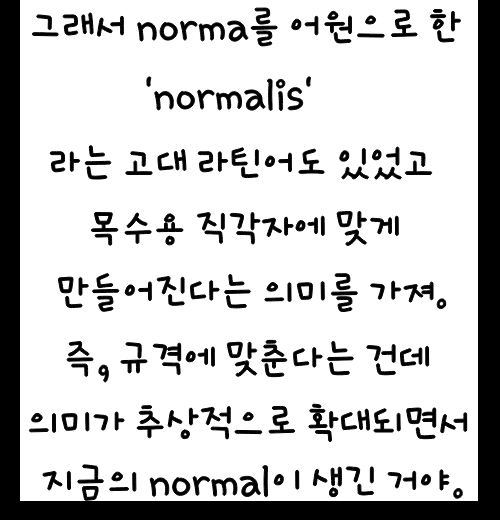 그래서 norma를 어원으로 한
'normalis'
라는 고대 라틴어도 있었고
목수용 직각자에 맞게
만들어진다는 의미를 가져.
즉, 규격에 맞춘다는 건데
의미가 추상적으로 확대되면서
지금의 normal이 생긴 거야.